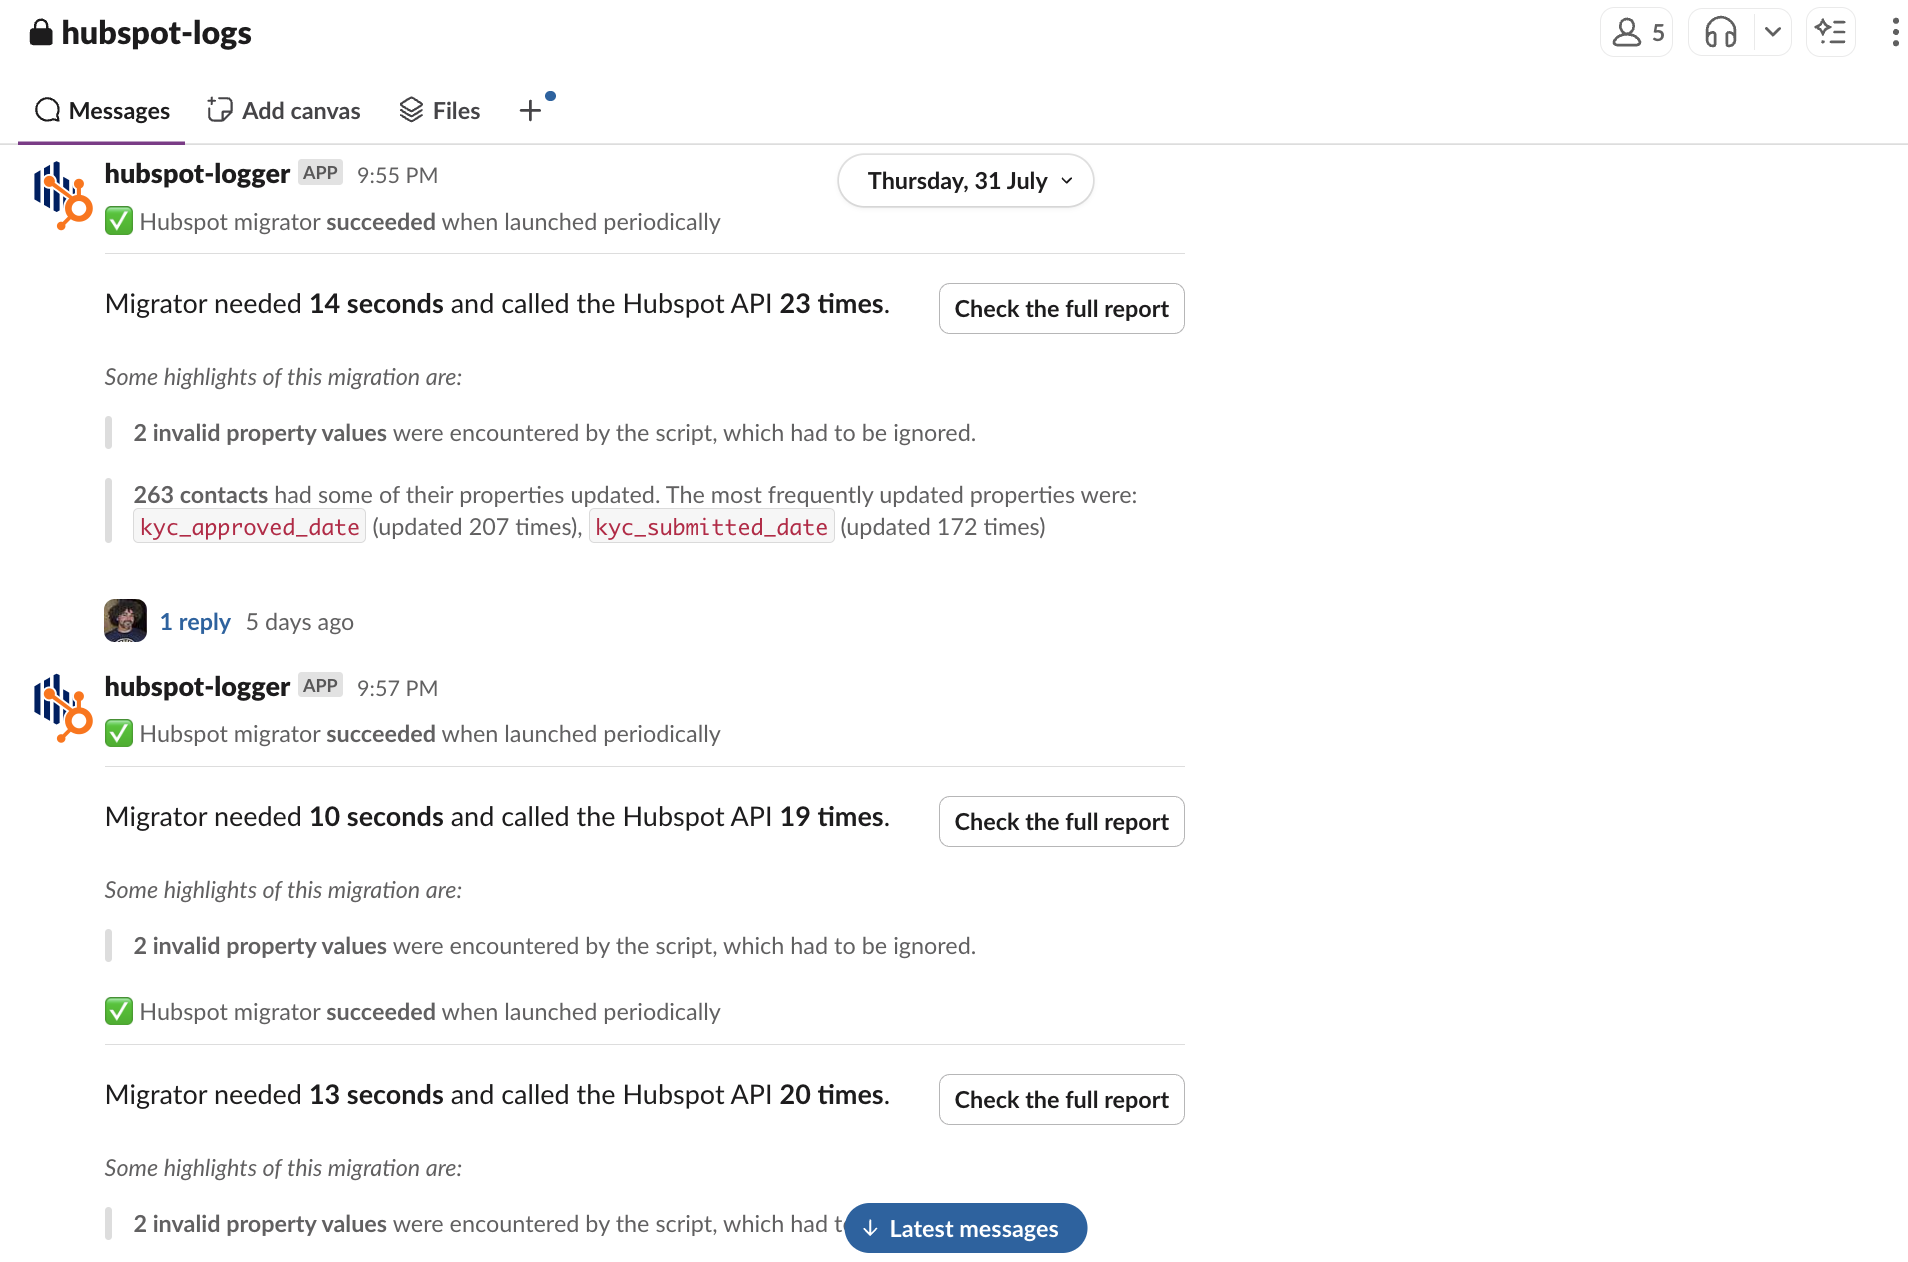 hubspot-logs
5
Messages
Add canvas
Files
hubspot-logger APP 9:55 PM
Thursday, 31 July
Hubspot migrator succeeded when launched periodically
Migrator needed 14 seconds and called the Hubspot API 23 times.
Check the full report
Some highlights of this migration are:
2 invalid property values were encountered by the script, which had to be ignored.
263 contacts had some of their properties updated. The most frequently updated properties were:
kyc_approved_date (updated 207 times), kyc_submitted_date (updated 172 times)
1 reply 5 days ago
hubspot-logger APP 9:57 PM
Hubspot migrator succeeded when launched periodically
Migrator needed 10 seconds and called the Hubspot API 19 times.
Check the full report
Some highlights of this migration are:
2 invalid property values were encountered by the script, which had to be ignored.
Hubspot migrator succeeded when launched periodically
Migrator needed 13 seconds and called the Hubspot API 20 times.
Check the full report
Some highlights of this migration are:
2 invalid property values were encountered by the script, which had
Latest messages